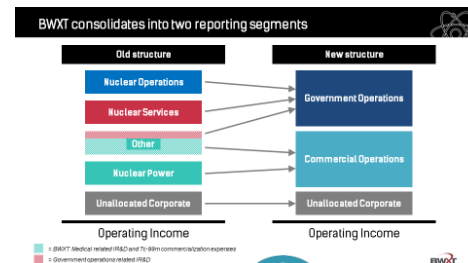 BWXT consolidates into two reporting segments
Old structure
New structure
Nuclear Operations
Government Operations
Nuclear Services
Other
Commercial Operations
Nuclear Power
Unallocated Corporate
Unallocated Corporate
Operating Income
Operating Income
= BWXT Medical related IR&D and Tc-99m commercialization expenses
= Government operations related IR&D
BWXT